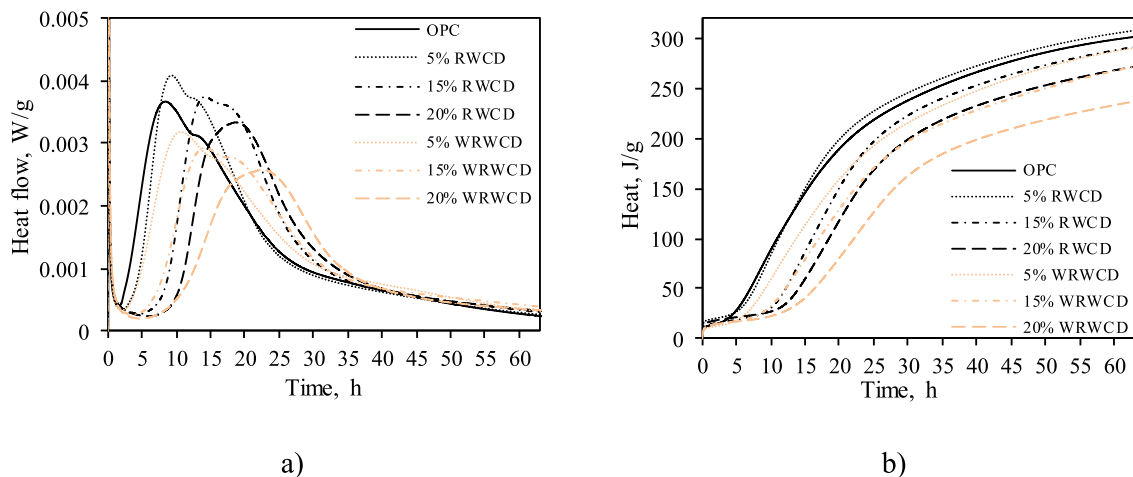 0.005
0.004
0.003
0.002
0.001
0
Heat flow, W/g
0 5 10 15 20 25 30 35 40 45 50 55 60
Time, h
OPC
5% RWCD
15% RWCD
20% RWCD
5% WRWCD
15% WRWCD
20% WRWCD
a)
300
250
200
150
100
50
0
Heat, J/g
0 5 10 15 20 25 30 35 40 45 50 55 60
Time, h
OPC
5% RWCD
15% RWCD
20% RWCD
5% WRWCD
15% WRWCD
20% WRWCD
b)